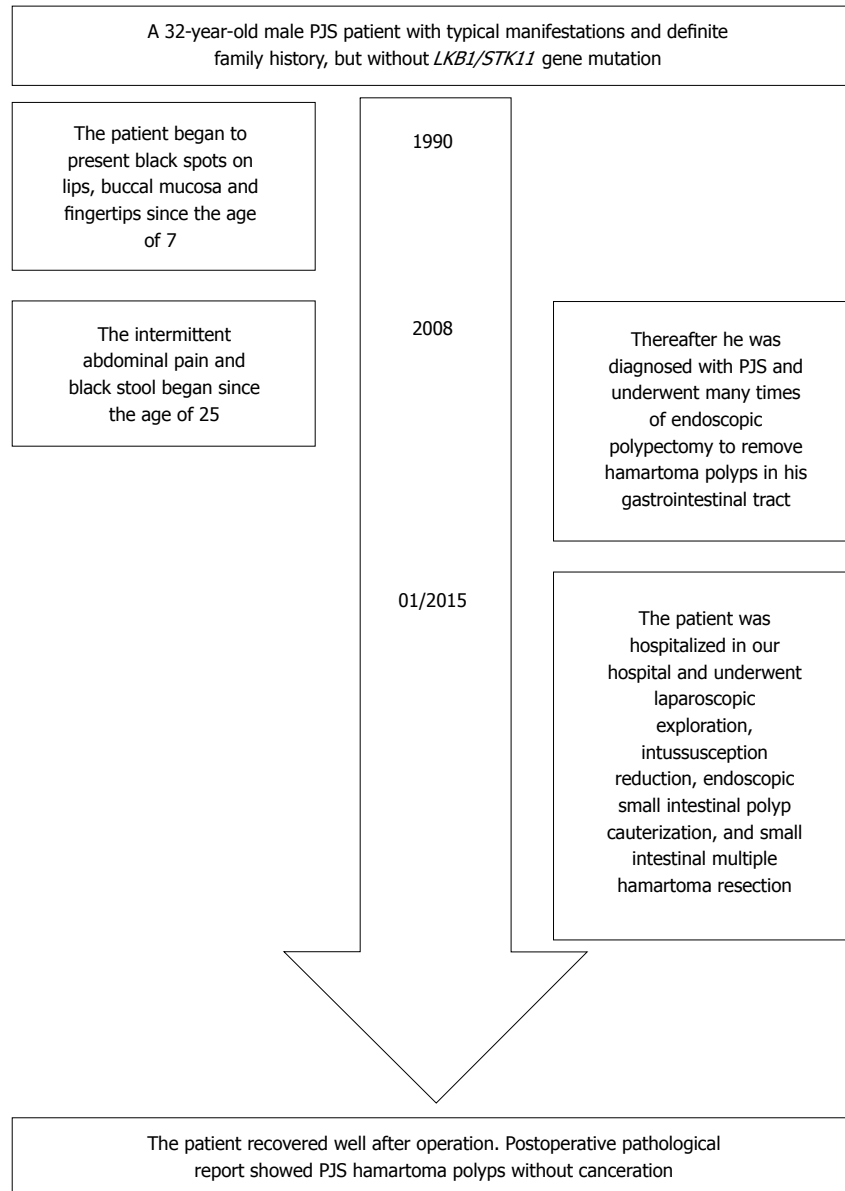 A 32-year-old male PJS patient with typical manifestations and definite
family history, but without LKB1/STK11 gene mutation
The patient began to
present black spots on
lips, buccal mucosa and
fingertips since the age
of 7
1990
The intermittent
abdominal pain and
black stool began since
the age of 25
2008
Thereafter he was
diagnosed with PJS and
underwent many times
of endoscopic
polypectomy to remove
hamartoma polyps in his
gastrointestinal tract
01/2015
The patient was
hospitalized in our
hospital and underwent
laparoscopic
exploration,
intussusception
reduction, endoscopic
small intestinal polyp
cauterization, and small
intestinal multiple
hamartoma resection
The patient recovered well after operation. Postoperative pathological
report showed PJS hamartoma polyps without canceration